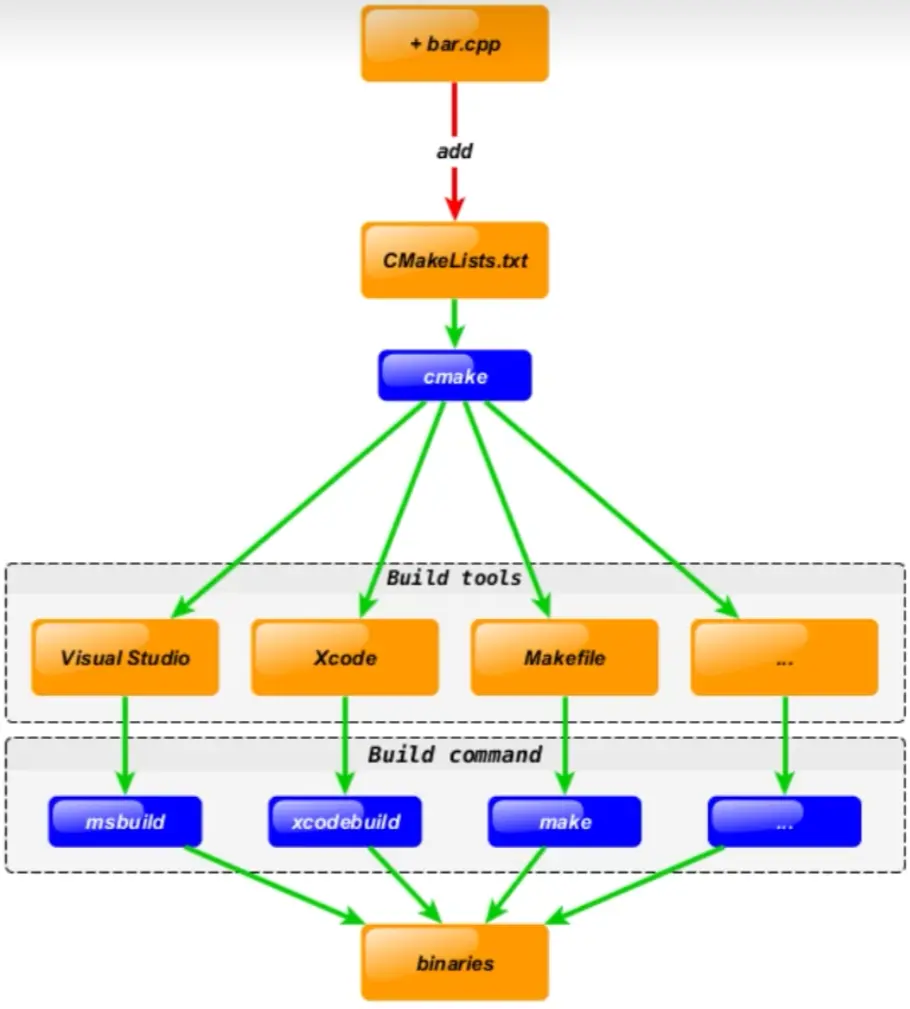 + bar.cpp
add
CMakeLists.txt
cmake
Build tools
Visual Studio
Xcode
Makefile
...
Build command
msbuild
xcodebuild
make
...
binaries